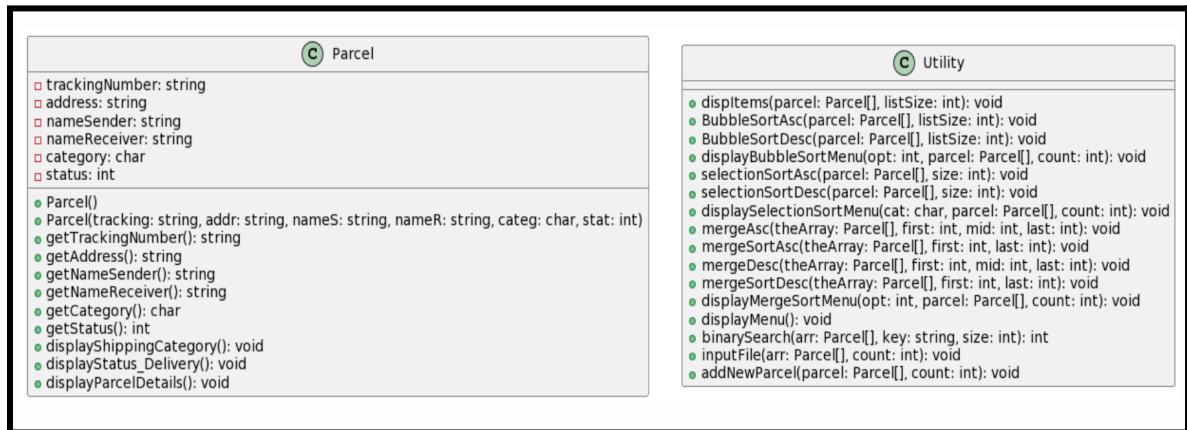 C Parcel
trackingNumber: string
address: string
nameSender: string
nameReceiver: string
category: char
status: int
Parcel()
Parcel(tracking: string, addr: string, nameS: string, nameR: string, categ: char, stat: int)
getTrackingNumber(): string
getAddress(): string
getNameSender(): string
getNameReceiver(): string
getCategory(): char
getStatus(): int
displayShippingCategory(): void
displayStatus_Delivery(): void
displayParcelDetails(): void
C Utility
dispItems(parcel: Parcel[], listSize: int): void
BubbleSortAsc(parcel: Parcel[], listSize: int): void
BubbleSortDesc(parcel: Parcel[], listSize: int): void
displayBubbleSortMenu(opt: int, parcel: Parcel[], count: int): void
selectionSortAsc(parcel: Parcel[], size: int): void
selectionSortDesc(parcel: Parcel[], size: int): void
displaySelectionSortMenu(cat: char, parcel: Parcel[], count: int): void
mergeAsc(theArray: Parcel[], first: int, mid: int, last: int): void
mergeSortAsc(theArray: Parcel[], first: int, last: int): void
mergeDesc(theArray: Parcel[], first: int, mid: int, last: int): void
mergeSortDesc(theArray: Parcel[], first: int, last: int): void
displayMergeSortMenu(opt: int, parcel: Parcel[], count: int): void
displayMenu(): void
binarySearch(arr: Parcel[], key: string, size: int): int
inputFile(arr: Parcel[], count: int): void
addNewParcel(parcel: Parcel[], count: int): void